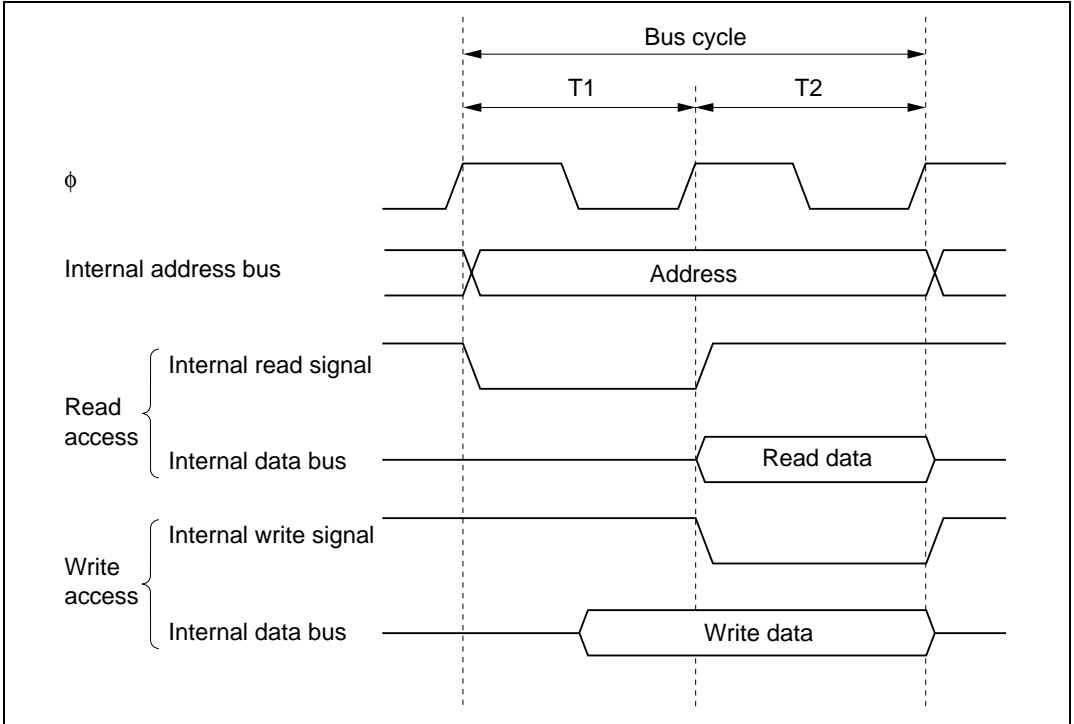 Bus cycle
T1 T2
ϕ
Internal address bus Address
Internal read signal
Read
access
Internal data bus Read data
Internal write signal
Write
access
Internal data bus Write data